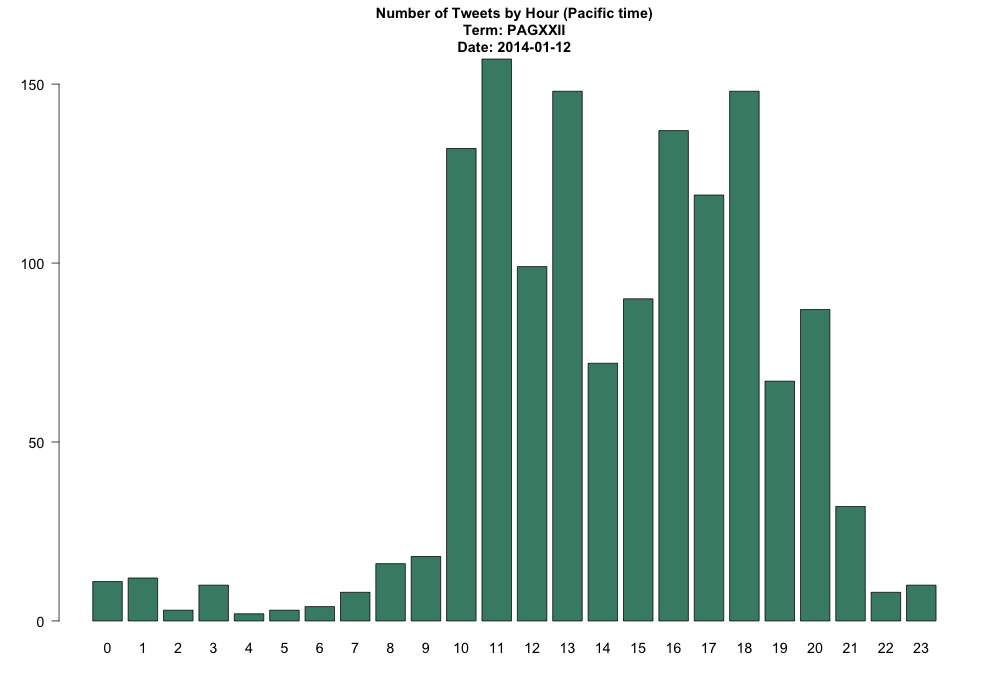 Number of Tweets by Hour (Pacific time)
Term: PAGXXII
Date: 2014-01-12
150
100
50
0
0 1 2 3 4 5 6 7 8 9 10 11 12 13 14 15 16 17 18 19 20 21 22 23